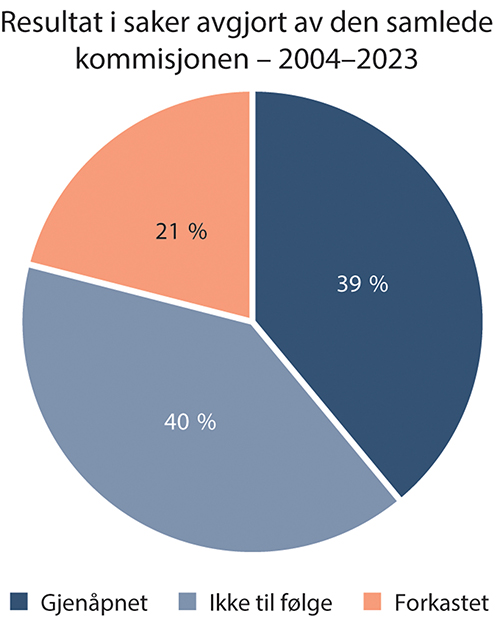 Resultat i saker avgjort av den samlede
kommisjonen – 2004–2023
21 %
39 %
40 %
Gjenåpnet Ikke til følge Forkastet